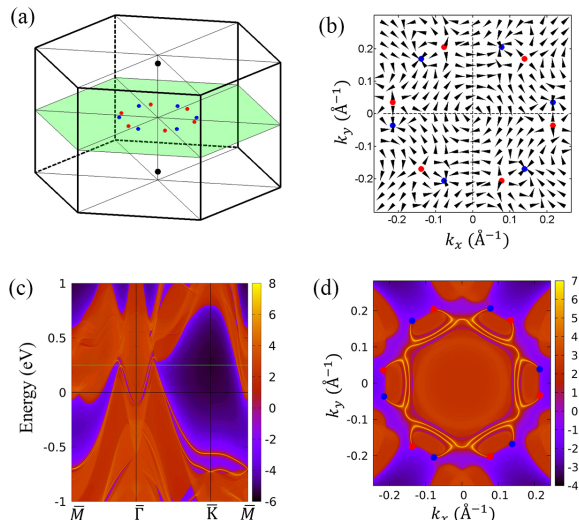 (a)
(b)
k_y (Å⁻¹)
0.2
0.1
0
-0.1
-0.2
-0.2 -0.1 0 0.1 0.2
k_x (Å⁻¹)
(c)
Energy (eV)
1
0.5
0
-0.5
-1
M̅ Γ̅ K̅ M̅
8
6
4
2
0
-2
-4
-6
(d)
k_y (Å⁻¹)
0.2
0.1
0
-0.1
-0.2
-0.2 -0.1 0 0.1 0.2
k_x (Å⁻¹)
7
6
5
4
3
2
1
0
-1
-2
-3
-4